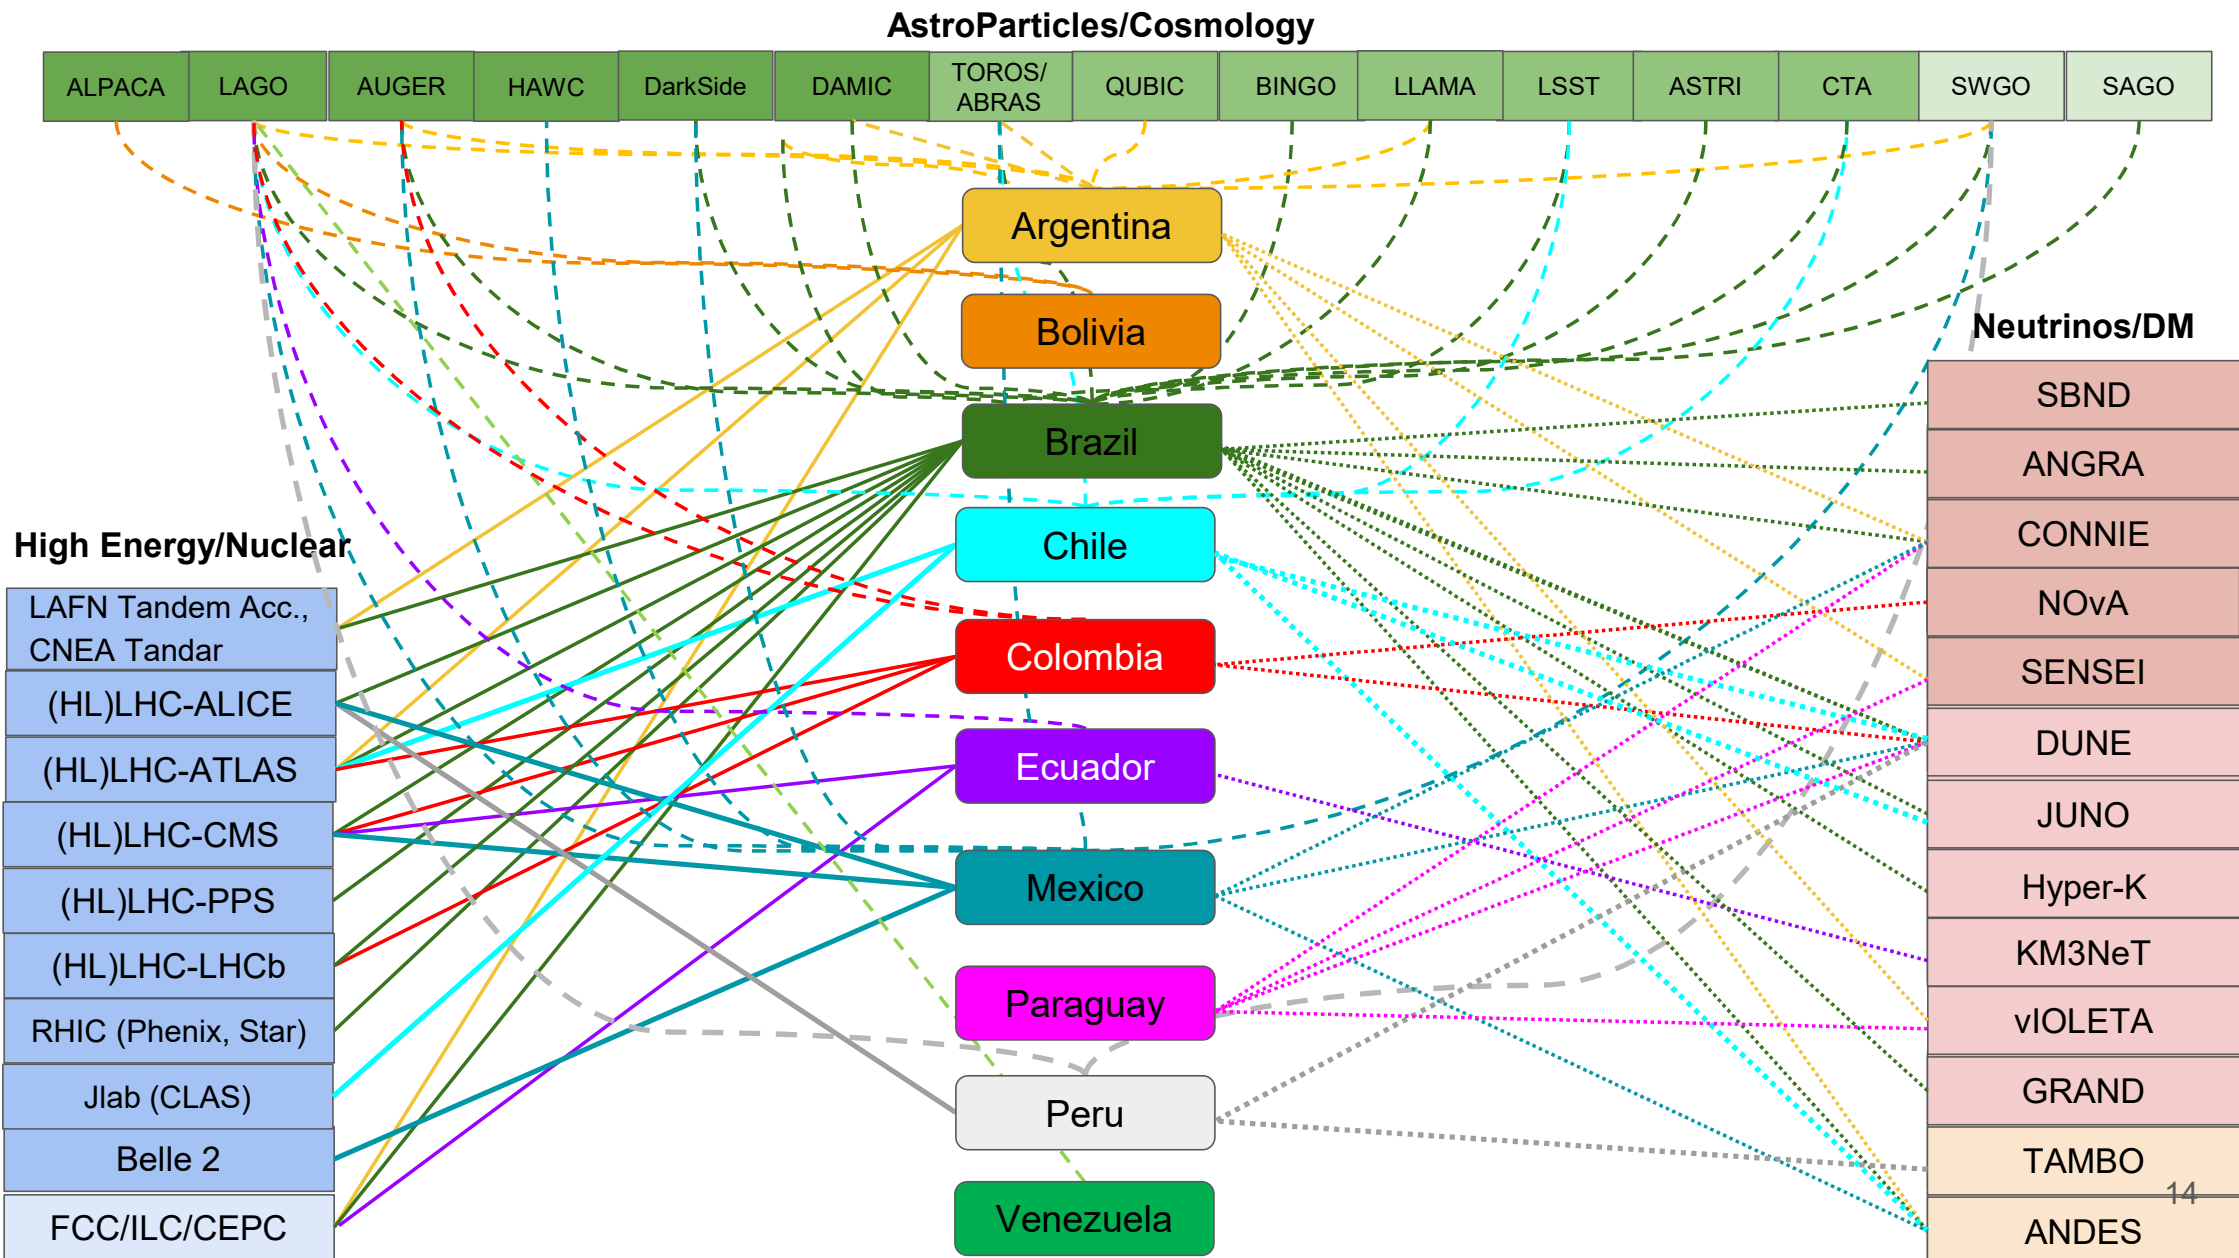 AstroParticles/Cosmology
ALPACA
LAGO
AUGER
HAWC
DarkSide
DAMIC
TOROS/
ABRAS
QUBIC
BINGO
LLAMA
LSST
ASTRI
CTA
SWGO
SAGO
Argentina
Bolivia
Brazil
Chile
Colombia
Ecuador
Mexico
Paraguay
Peru
Venezuela
High Energy/Nuclear
LAFN Tandem Acc.,
CNEA Tandar
(HL)LHC-ALICE
(HL)LHC-ATLAS
(HL)LHC-CMS
(HL)LHC-PPS
(HL)LHC-LHCb
RHIC (Phenix, Star)
Jlab (CLAS)
Belle 2
FCC/ILC/CEPC
Neutrinos/DM
SBND
ANGRA
CONNIE
NOvA
SENSEI
DUNE
JUNO
Hyper-K
KM3NeT
vIOLETA
GRAND
TAMBO
ANDES
14